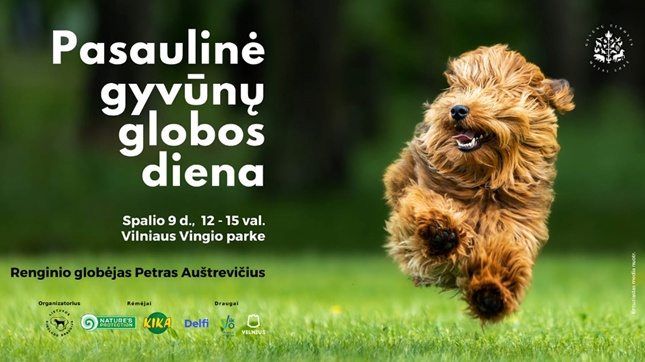 Pasaulinė
gyvūnų
globos
diena
Spalio 9 d., 12 - 15 val.
Vilniaus Vingio parke
Renginio globėjas Petras Auštrevičius
Organizatorius Rėmėjai Draugai
NATURE'S
PROTECTION
KIKA
Delfi
VILNIUS